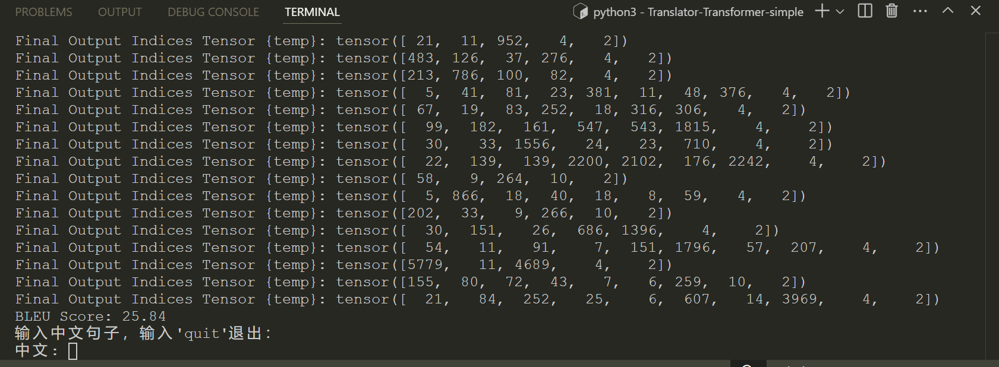 PROBLEMS OUTPUT DEBUG CONSOLE TERMINAL python3 - Translator-Transformer-simple
Final Output Indices Tensor {temp}: tensor([ 21,  11, 952,   4,   2])
Final Output Indices Tensor {temp}: tensor([483, 126,  37, 276,   4,   2])
Final Output Indices Tensor {temp}: tensor([213, 786, 100,  82,   4,   2])
Final Output Indices Tensor {temp}: tensor([  5,  41,  81,  23, 381,  11,  48, 376,   4,   2])
Final Output Indices Tensor {temp}: tensor([ 67,  19,  83, 252,  18, 316, 306,   4,   2])
Final Output Indices Tensor {temp}: tensor([  99,  182,  161,  547,  543, 1815,    4,    2])
Final Output Indices Tensor {temp}: tensor([  30,   33, 1556,   24,   23,  710,    4,    2])
Final Output Indices Tensor {temp}: tensor([  22,  139,  139, 2200, 2102,  176, 2242,    4,    2])
Final Output Indices Tensor {temp}: tensor([ 58,   9, 264,  10,   2])
Final Output Indices Tensor {temp}: tensor([  5, 866,  18,  40,  18,   8,  59,   4,   2])
Final Output Indices Tensor {temp}: tensor([202,  33,   9, 266,  10,   2])
Final Output Indices Tensor {temp}: tensor([  30,  151,   26,  686, 1396,    4,    2])
Final Output Indices Tensor {temp}: tensor([  54,   11,   91,    7,  151, 1796,   57,  207,    4,    2])
Final Output Indices Tensor {temp}: tensor([5779,   11, 4689,    4,    2])
Final Output Indices Tensor {temp}: tensor([155,  80,  72,  43,   7,   6, 259,  10,   2])
Final Output Indices Tensor {temp}: tensor([  21,   84,  252,   25,    6,  607,   14, 3969,    4,    2])
BLEU Score: 25.84
输入中文句子，输入'quit'退出：
中文：